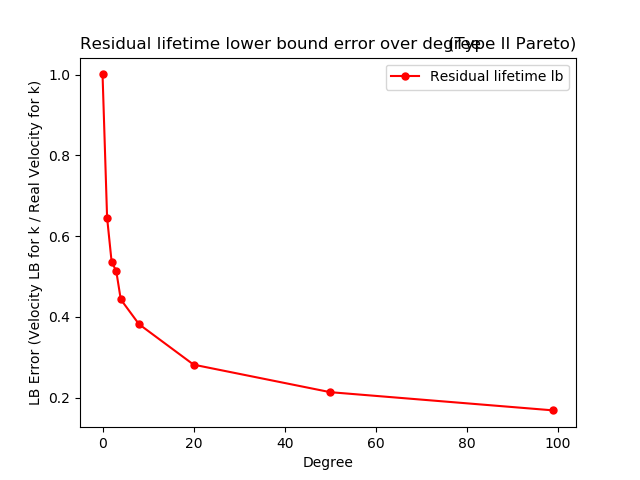 Residual lifetime lower bound error over degree (Type II Pareto)
Residual lifetime lb
LB Error (Velocity LB for k / Real Velocity for k)
1.0
0.8
0.6
0.4
0.2
0 20 40 60 80 100
Degree